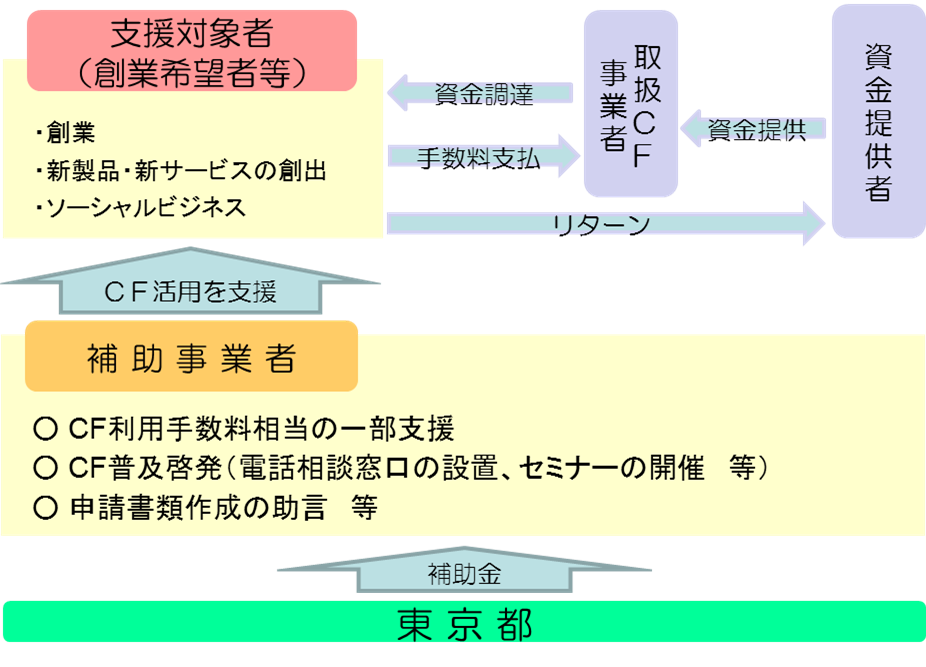 支援対象者
（創業希望者等）
・創業
・新製品・新サービスの創出
・ソーシャルビジネス
資金調達
手数料支払
取扱ＣＦ
事業者
資金提供
資金提供者
リターン
ＣＦ活用を支援
補助事業者
○ CF利用手数料相当の一部支援
○ CF普及啓発（電話相談窓口の設置、セミナーの開催　等）
○ 申請書類作成の助言　等
補助金
東京都